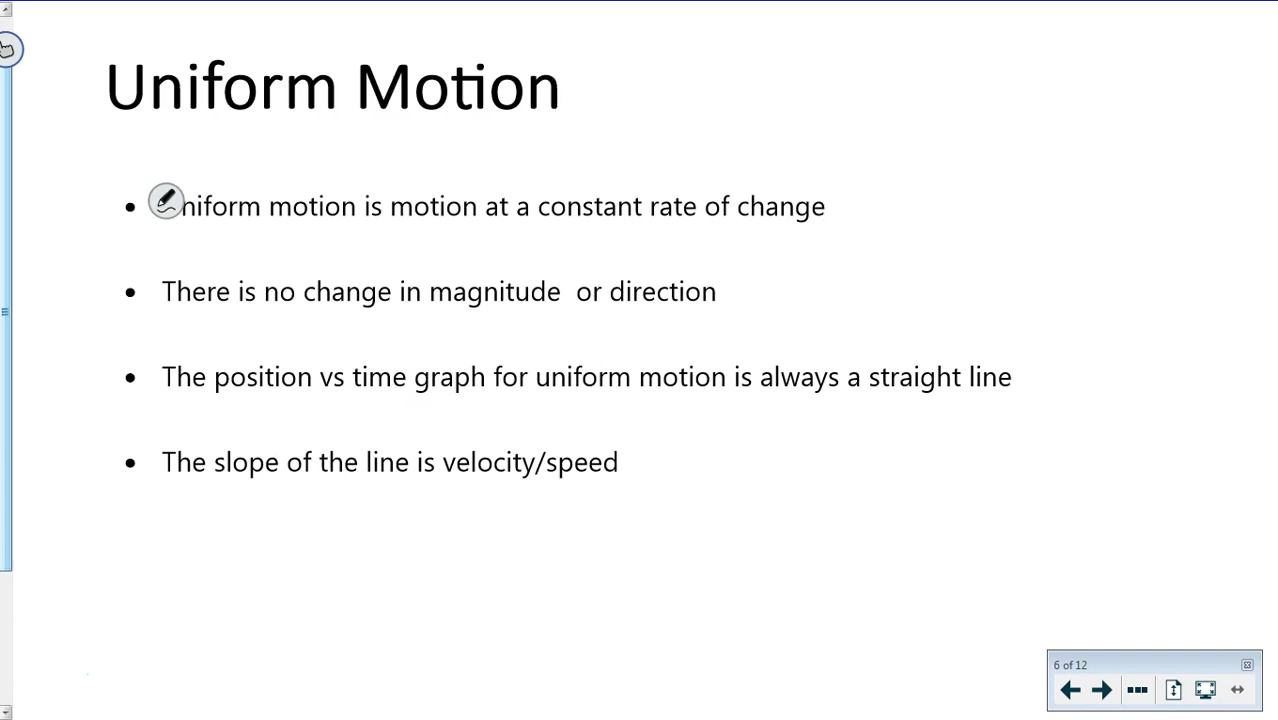 Uniform Motion
• niform motion is motion at a constant rate of change
• There is no change in magnitude or direction
• The position vs time graph for uniform motion is always a straight line
• The slope of the line is velocity/speed
6 of 12